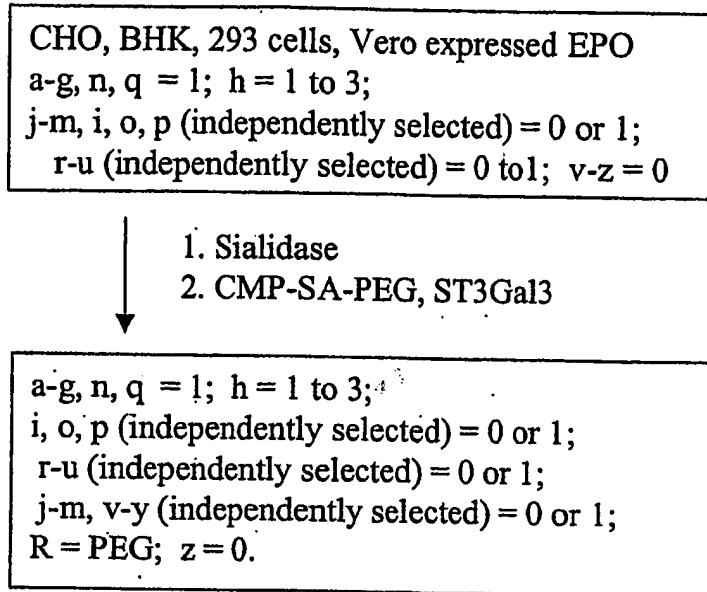 CHO, BHK, 293 cells, Vero expressed EPO
a-g, n, q = 1; h = 1 to 3;
j-m, i, o, p (independently selected) = 0 or 1;
r-u (independently selected) = 0 to1; v-z = 0
1. Sialidase
2. CMP-SA-PEG, ST3Gal3
a-g, n, q = 1; h = 1 to 3;
i, o, p (independently selected) = 0 or 1;
r-u (independently selected) = 0 or 1;
j-m, v-y (independently selected) = 0 or 1;
R = PEG; z = 0.